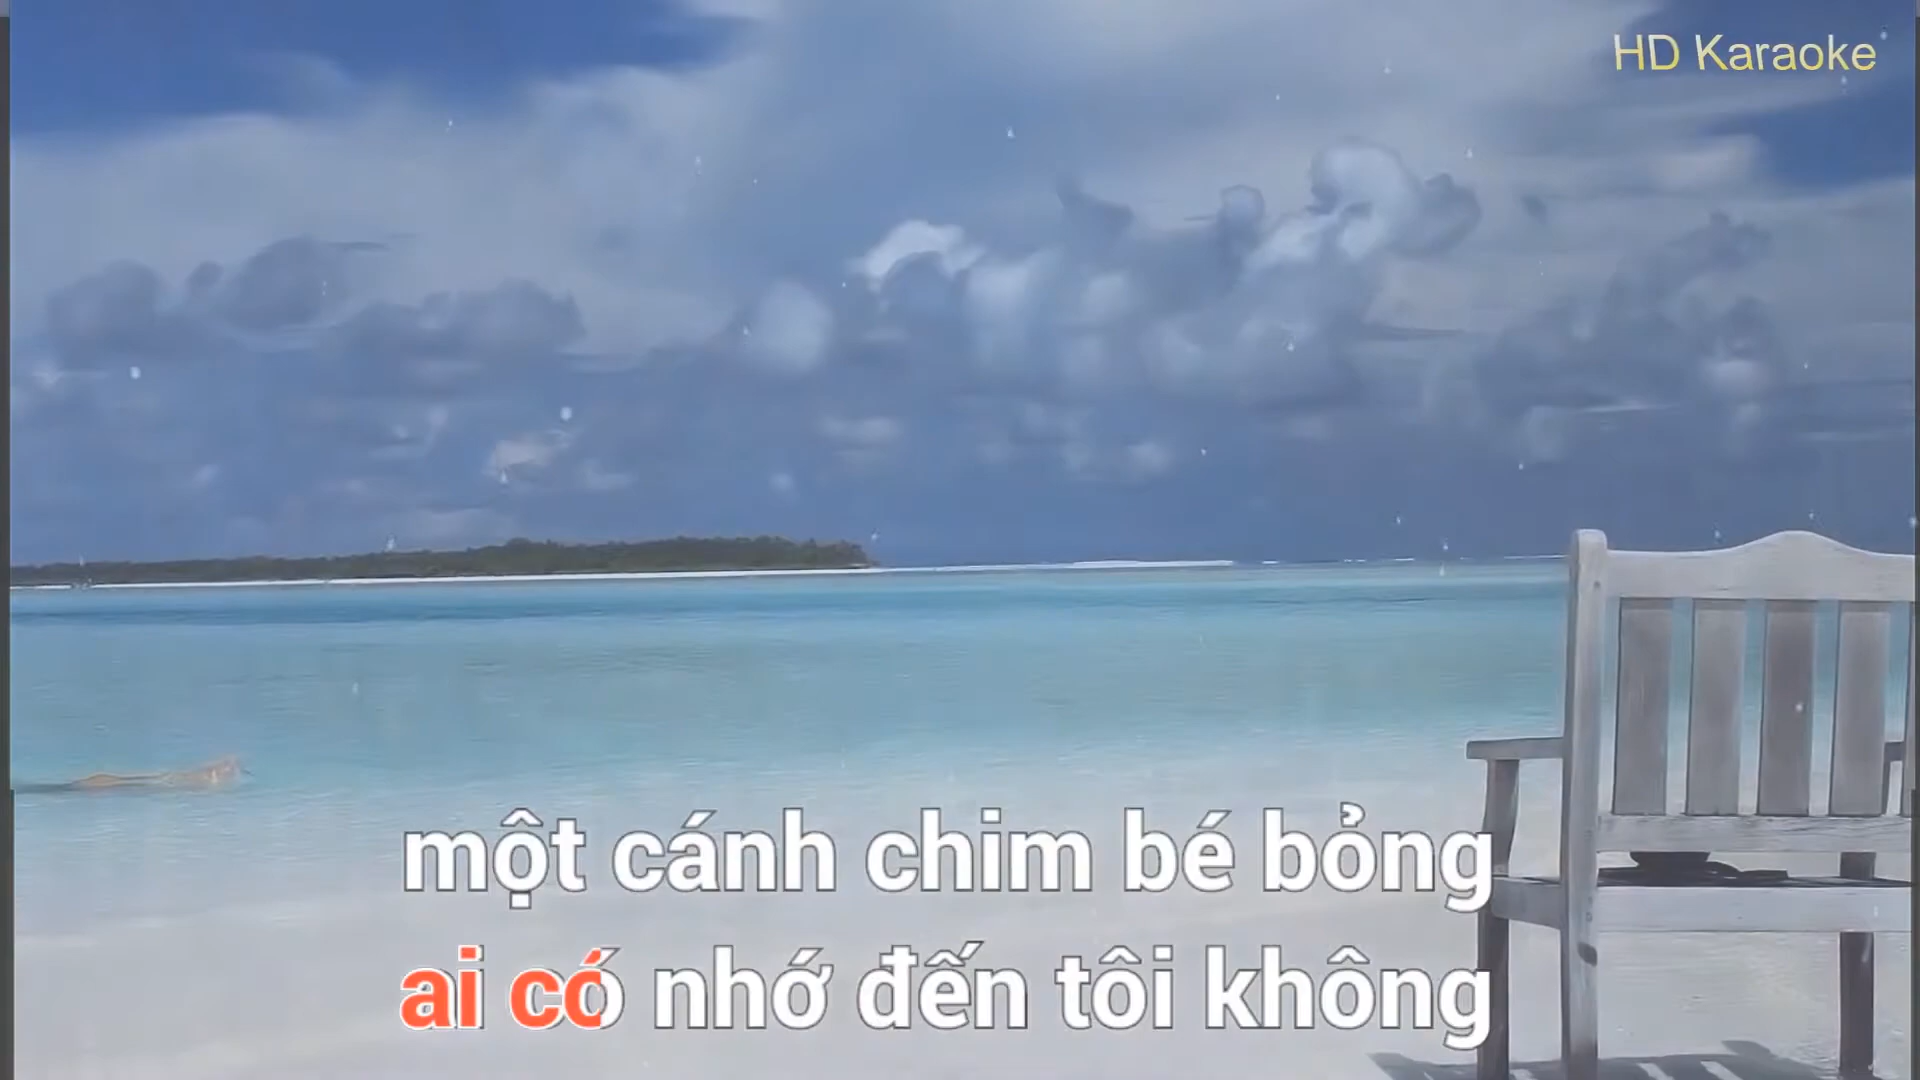 HD Karaoke
một cánh chim bé bỏng
ai có nhớ đến tôi không